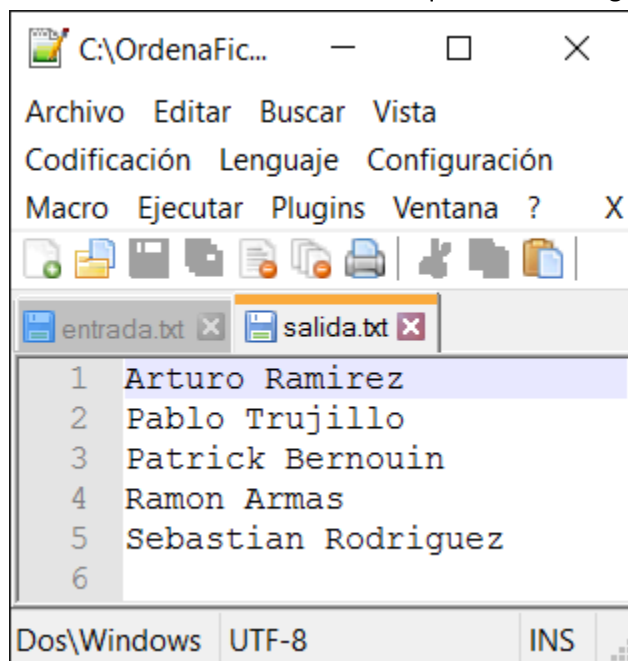 C:\OrdenaFic...
Archivo Editar Buscar Vista
Codificación Lenguaje Configuración
Macro Ejecutar Plugins Ventana ? X
entrada.txt salida.txt
1 Arturo Ramirez
2 Pablo Trujillo
3 Patrick Bernouin
4 Ramon Armas
5 Sebastian Rodriguez
6
Dos\Windows UTF-8 INS